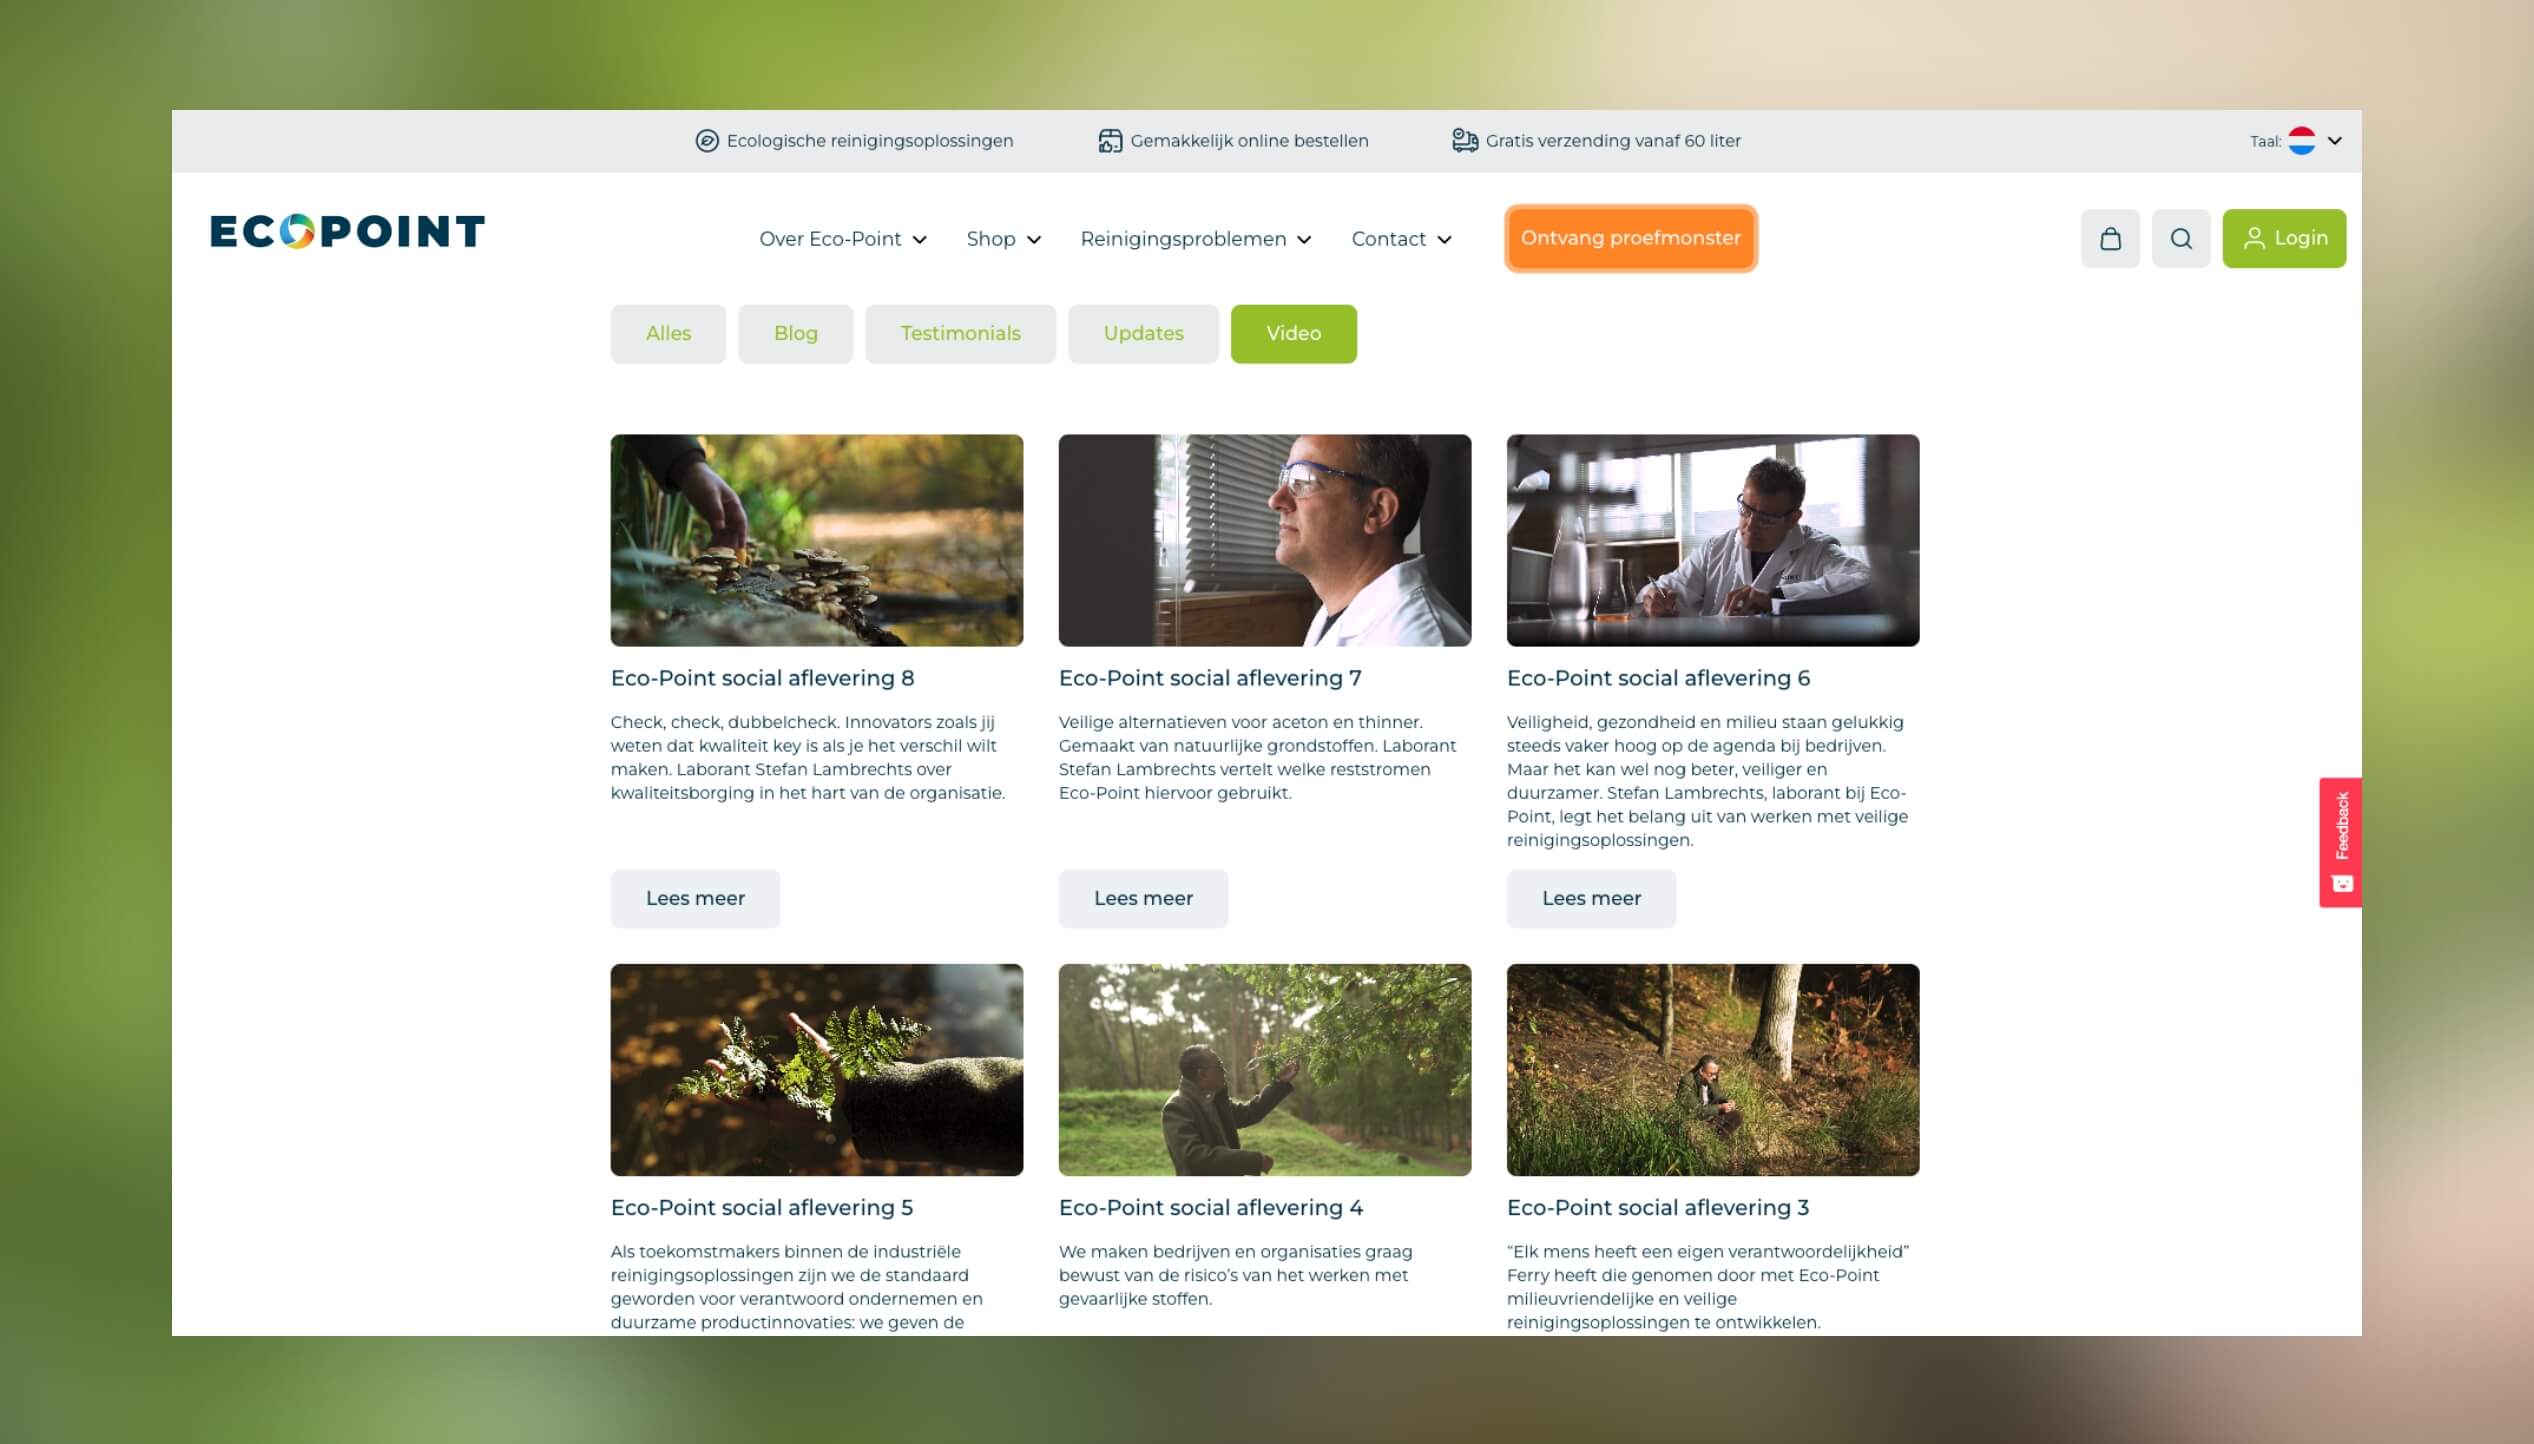 Ecologische reinigingsoplossingen
Gemakkelijk online bestellen
Gratis verzending vanaf 60 liter
Taal:
ECOPOINT
Over Eco-Point
Shop
Reinigingsproblemen
Contact
Ontvang proefmonster
Login
Alles
Blog
Testimonials
Updates
Video
Eco-Point social aflevering 8
Check, check, dubbelcheck. Innovators zoals jij
weten dat kwaliteit key is als je het verschil wilt
maken. Laborant Stefan Lambrechts over
kwaliteitsborging in het hart van de organisatie.
Lees meer
Eco-Point social aflevering 7
Veilige alternatieven voor aceton en thinner.
Gemaakt van natuurlijke grondstoffen. Laborant
Stefan Lambrechts vertelt welke reststromen
Eco-Point hiervoor gebruikt.
Lees meer
Eco-Point social aflevering 6
Veiligheid, gezondheid en milieu staan gelukkig
steeds vaker hoog op de agenda bij bedrijven.
Maar het kan wel nog beter, veiliger en
duurzamer. Stefan Lambrechts, laborant bij Eco-
Point, legt het belang uit van werken met veilige
reinigingsoplossingen.
Lees meer
Feedback
Eco-Point social aflevering 5
Als toekomstmakers binnen de industriële
reinigingsoplossingen zijn we de standaard
geworden voor verantwoord ondernemen en
duurzame productinnovaties: we geven de
Eco-Point social aflevering 4
We maken bedrijven en organisaties graag
bewust van de risico's van het werken met
gevaarlijke stoffen.
Eco-Point social aflevering 3
“Elk mens heeft een eigen verantwoordelijkheid”
Ferry heeft die genomen door met Eco-Point
milieuvriendelijke en veilige
reinigingsoplossingen te ontwikkelen.